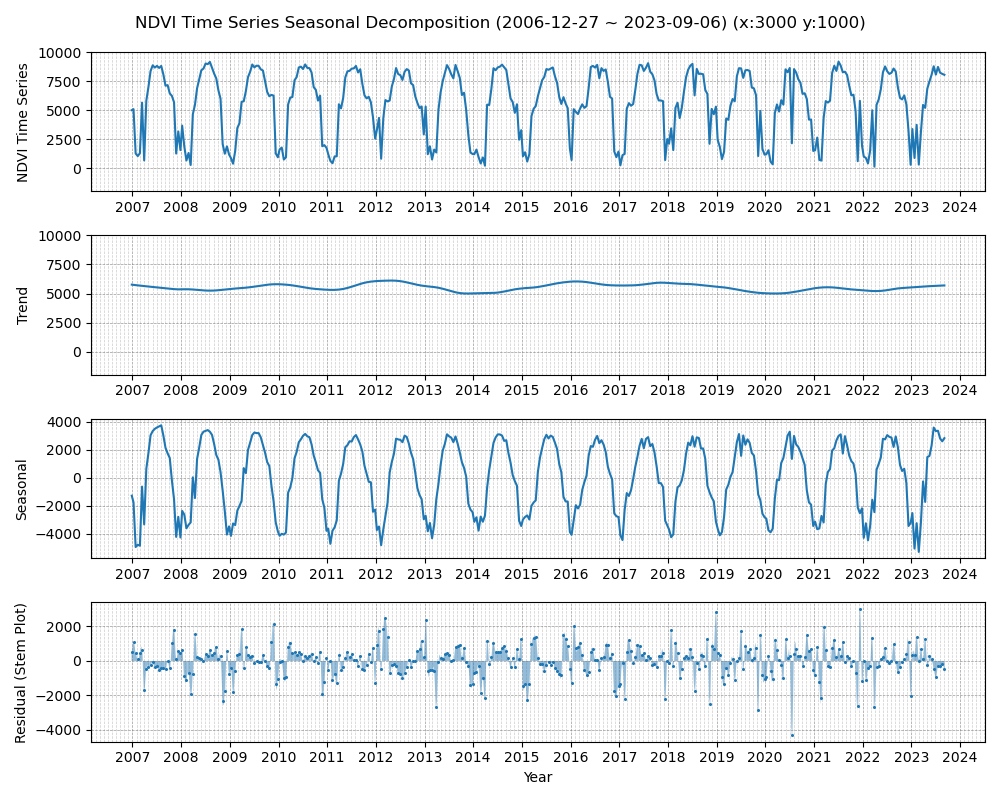 NDVI Time Series Seasonal Decomposition (2006-12-27 ~ 2023-09-06) (x:3000 y:1000)
NDVI Time Series
10000
7500
5000
2500
0
2007 2008 2009 2010 2011 2012 2013 2014 2015 2016 2017 2018 2019 2020 2021 2022 2023 2024
Trend
10000
7500
5000
2500
0
2007 2008 2009 2010 2011 2012 2013 2014 2015 2016 2017 2018 2019 2020 2021 2022 2023 2024
Seasonal
4000
2000
0
−2000
−4000
2007 2008 2009 2010 2011 2012 2013 2014 2015 2016 2017 2018 2019 2020 2021 2022 2023 2024
Residual (Stem Plot)
2000
0
−2000
−4000
2007 2008 2009 2010 2011 2012 2013 2014 2015 2016 2017 2018 2019 2020 2021 2022 2023 2024
Year